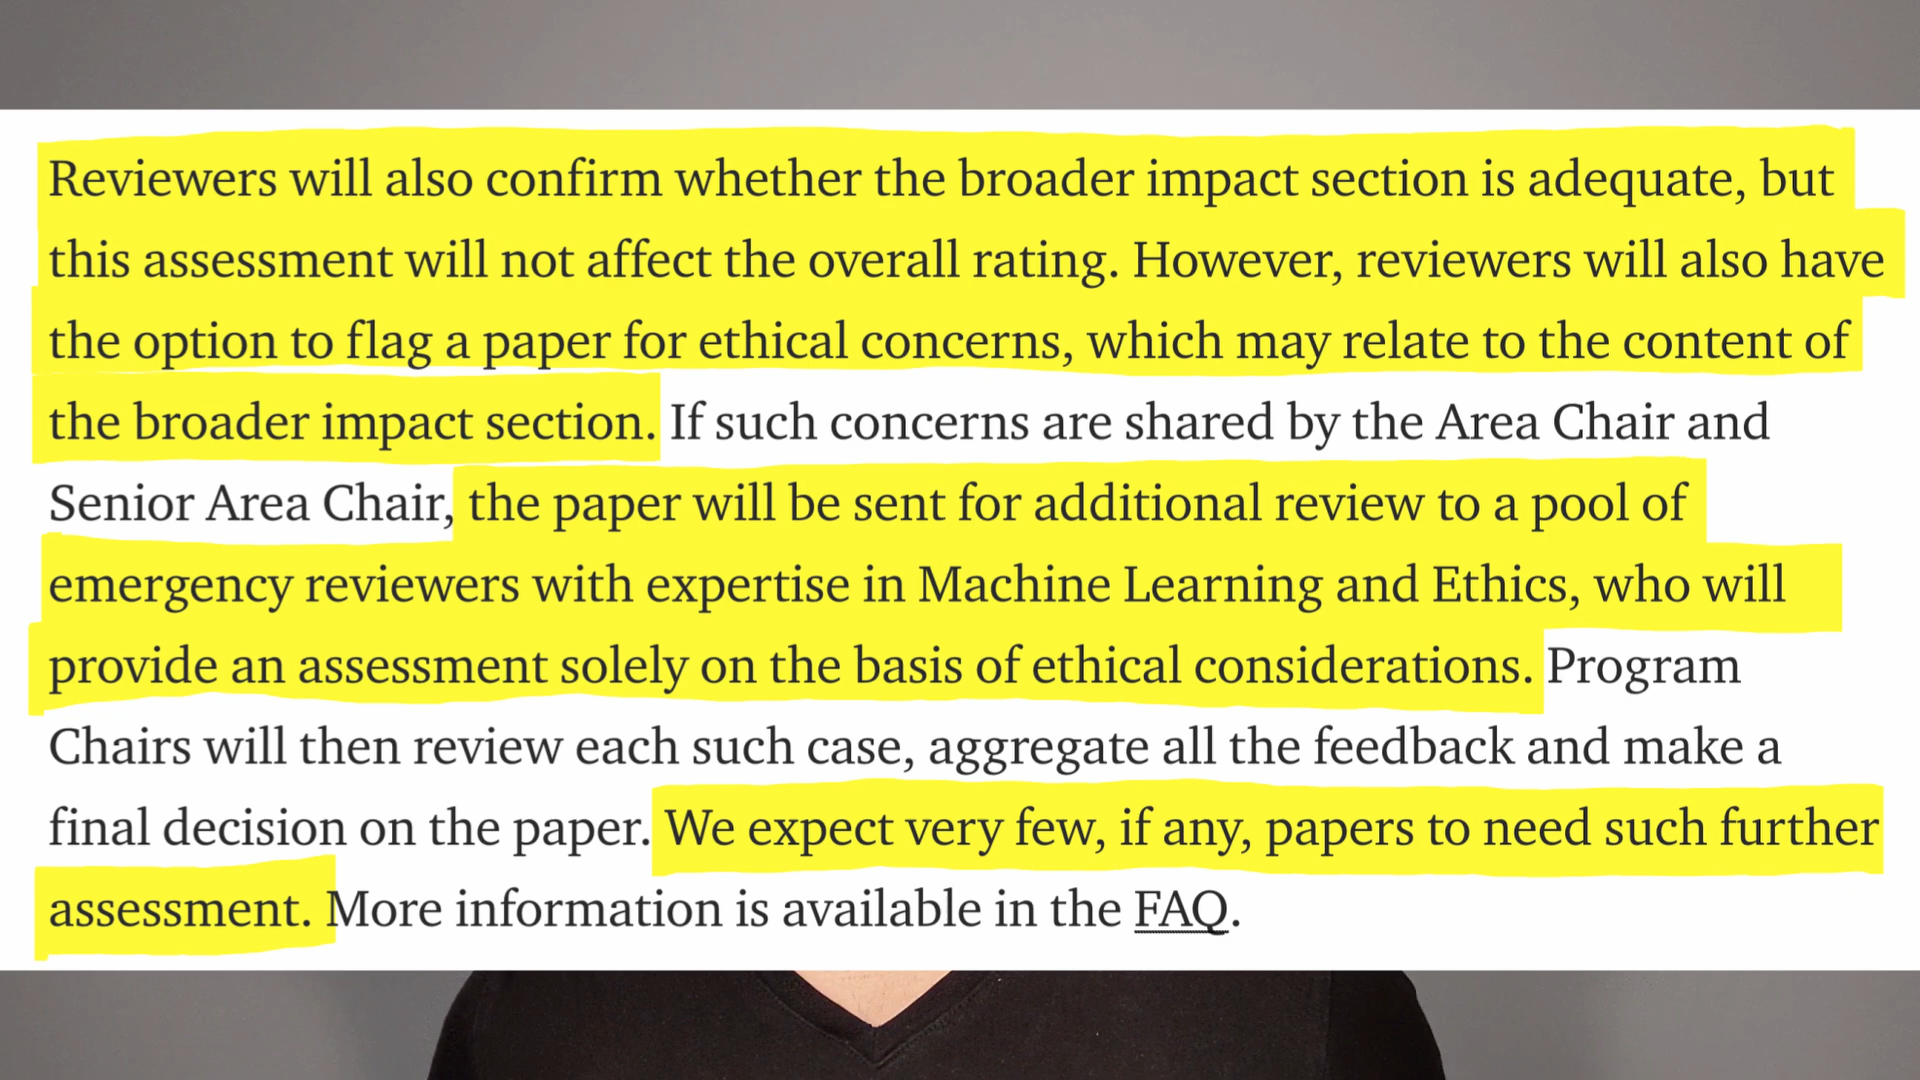 Reviewers will also confirm whether the broader impact section is adequate, but
this assessment will not affect the overall rating. However, reviewers will also have
the option to flag a paper for ethical concerns, which may relate to the content of
the broader impact section. If such concerns are shared by the Area Chair and
Senior Area Chair, the paper will be sent for additional review to a pool of
emergency reviewers with expertise in Machine Learning and Ethics, who will
provide an assessment solely on the basis of ethical considerations. Program
Chairs will then review each such case, aggregate all the feedback and make a
final decision on the paper. We expect very few, if any, papers to need such further
assessment. More information is available in the FAQ.